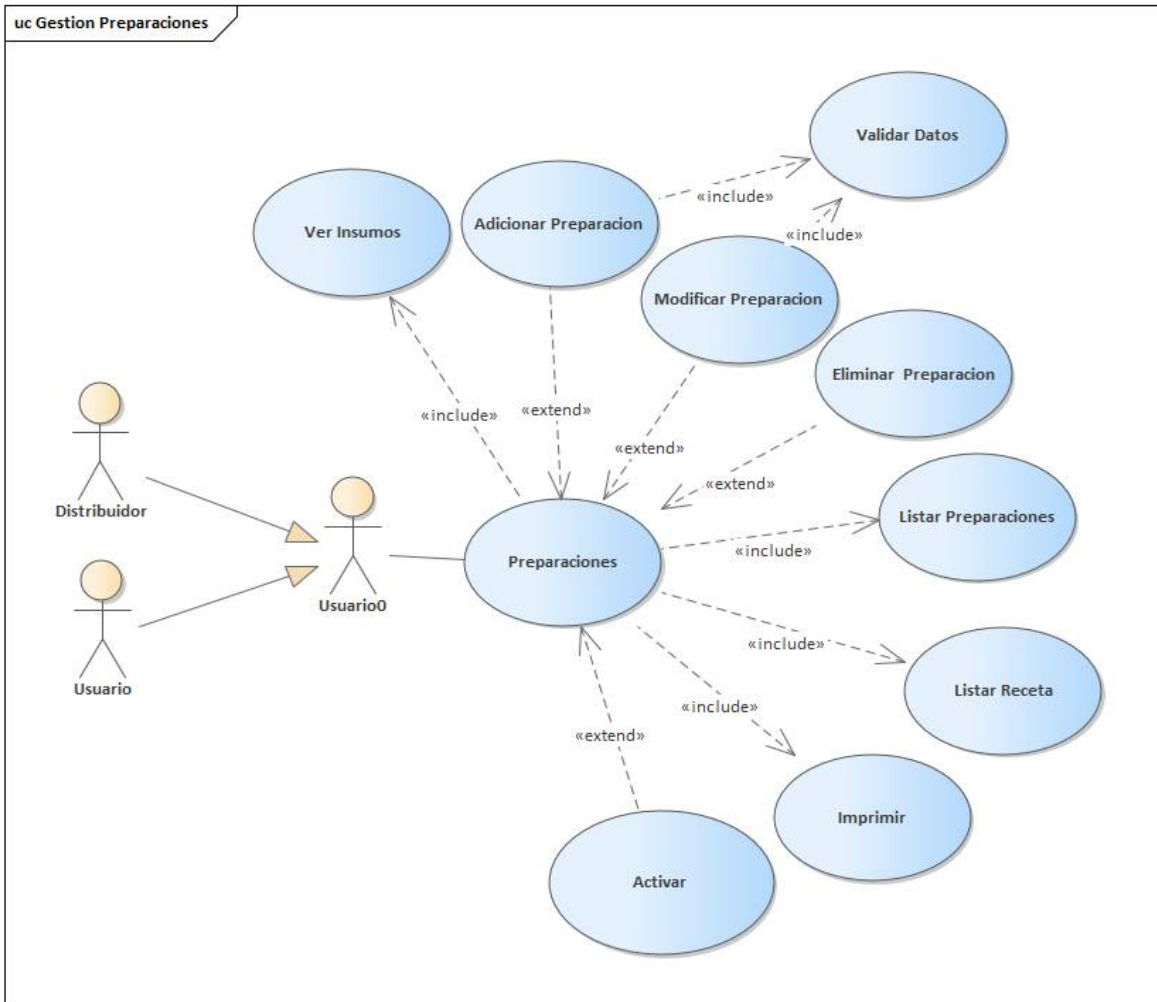 uc Gestion Preparaciones
Validar Datos
Ver Insumos
Adicionar Preparacion
«include»
«include»
Modificar Preparacion
Eliminar  Preparacion
«include»
«extend»
«extend»
«extend»
Distribuidor
Listar Preparaciones
«include»
Preparaciones
Usuario0
Usuario
«include»
Listar Receta
«include»
«extend»
Imprimir
Activar